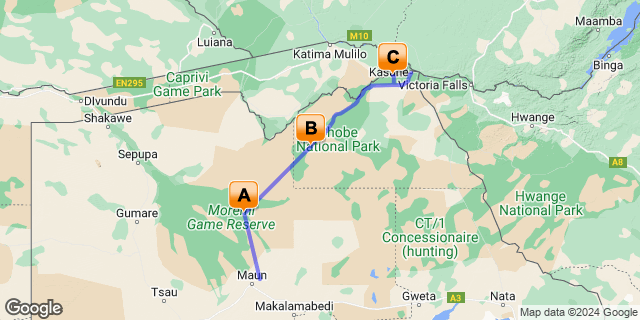 Maamba
Luiana
M10
Katima Mulilo
C
Binga
Kasane
EN295
Caprivi
Game Park
Victoria Falls
Divundu
Shakawe
B
Hwange
Chobe
National Park
Sepupa
A8
A
Hwange
National Park
Moremi
Game Reserve
Gumare
CT/1
Concessionaire
(hunting)
Maun
Tsau
Gweta
A3
Nata
Makalamabedi
Google
Map data ©2024 Google